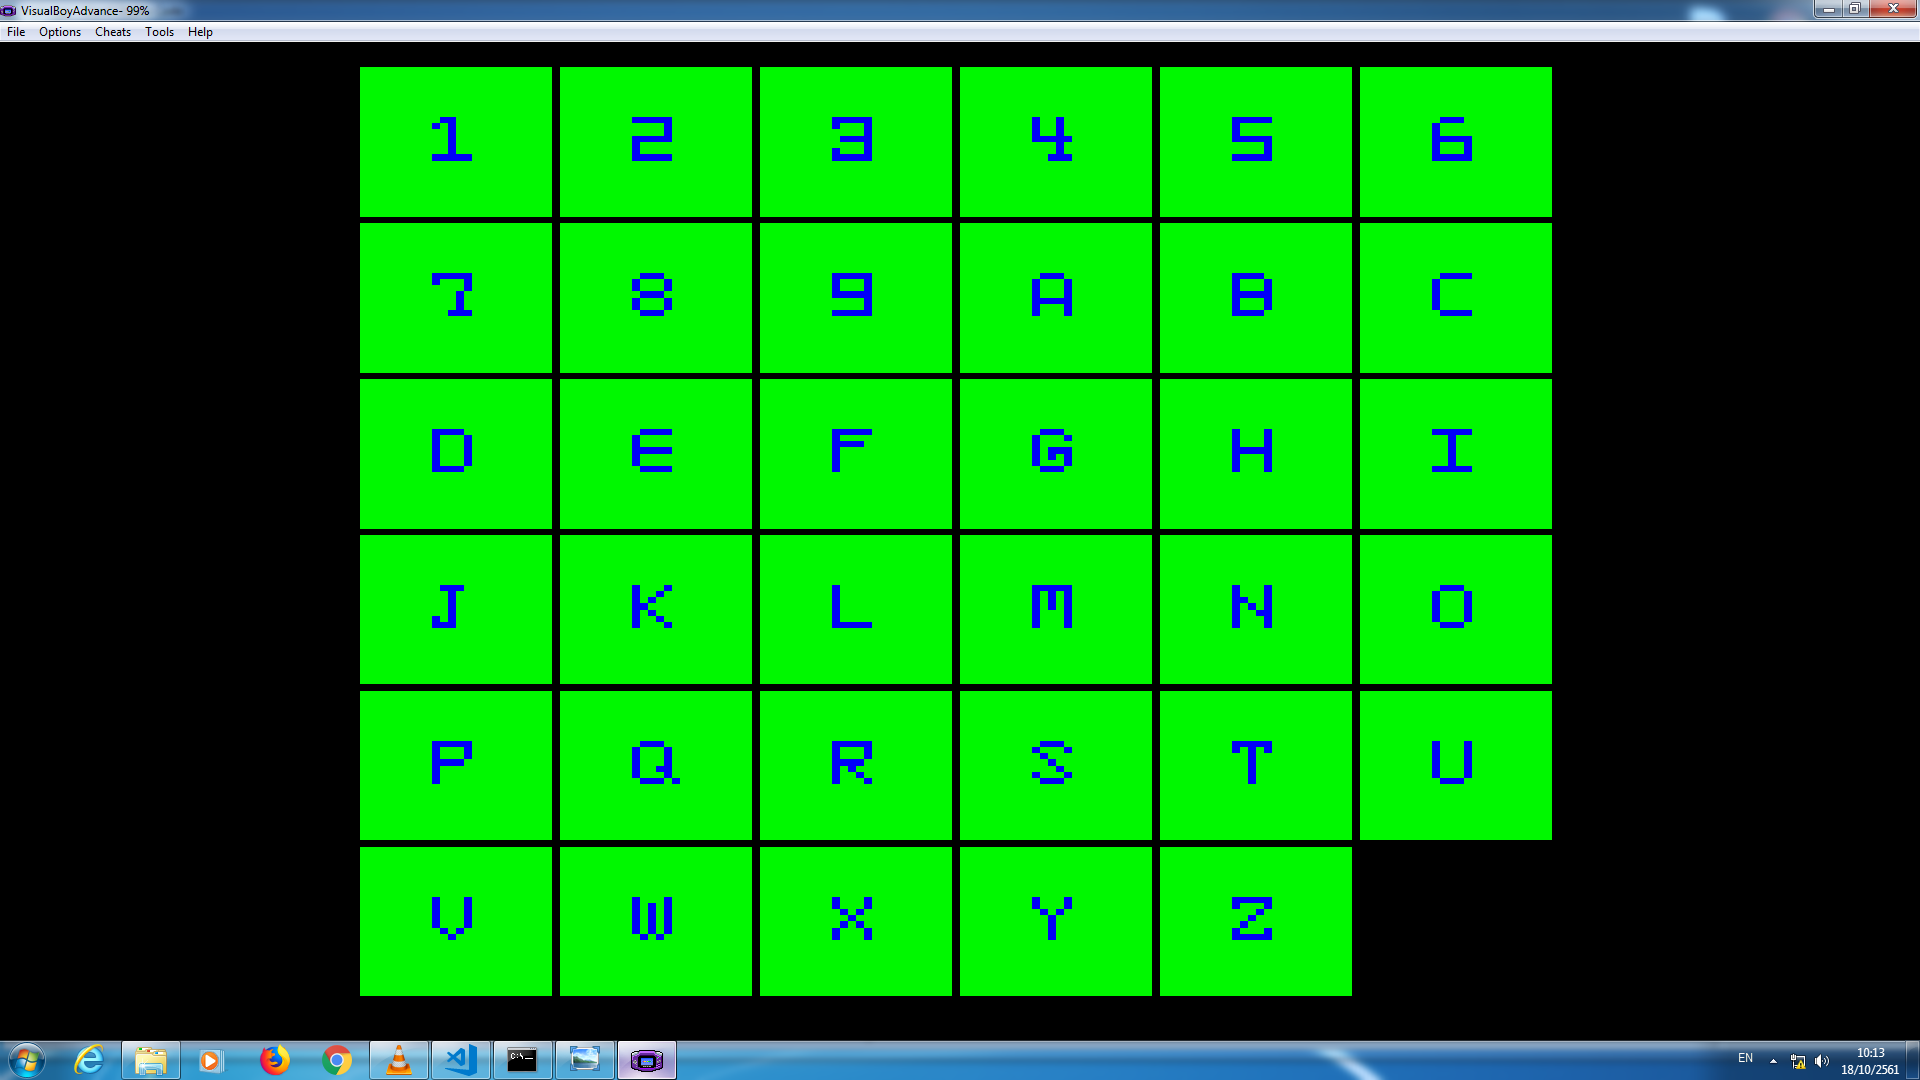 VisualBoyAdvance- 99%
File Options Cheats Tools Help
1 2 3 4 5 6
7 8 9 A B C
D E F G H I
J K L M N O
P Q R S T U
V W X Y Z
C:\_
EN
10:13
18/10/2561